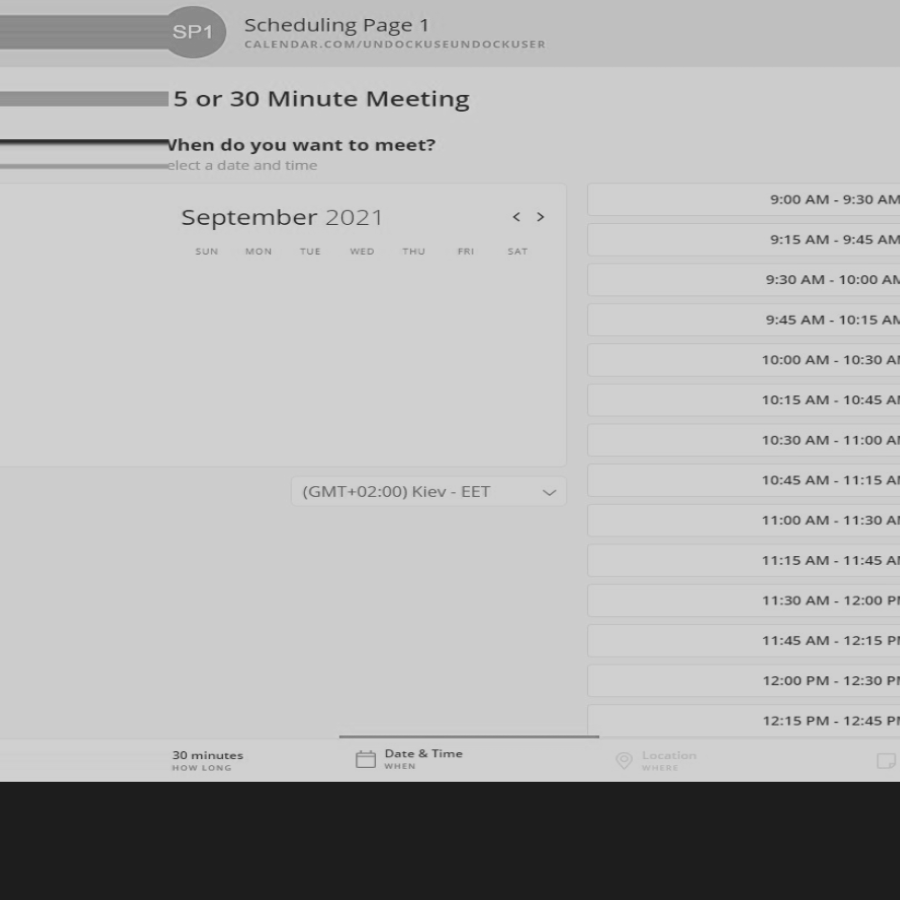 SP1
Scheduling Page 1
CALENDAR.COM/UNDOCKUSEUNDOCKUSER
5 or 30 Minute Meeting
When do you want to meet?
elect a date and time
September 2021
< >
SUN MON TUE WED THU FRI SAT
(GMT+02:00) Kiev - EET
9:00 AM - 9:30 AM
9:15 AM - 9:45 AM
9:30 AM - 10:00 AM
9:45 AM - 10:15 AM
10:00 AM - 10:30 AM
10:15 AM - 10:45 AM
10:30 AM - 11:00 AM
10:45 AM - 11:15 AM
11:00 AM - 11:30 AM
11:15 AM - 11:45 AM
11:30 AM - 12:00 PM
11:45 AM - 12:15 PM
12:00 PM - 12:30 PM
12:15 PM - 12:45 PM
30 minutes
HOW LONG
Date & Time
WHEN
Location
WHERE